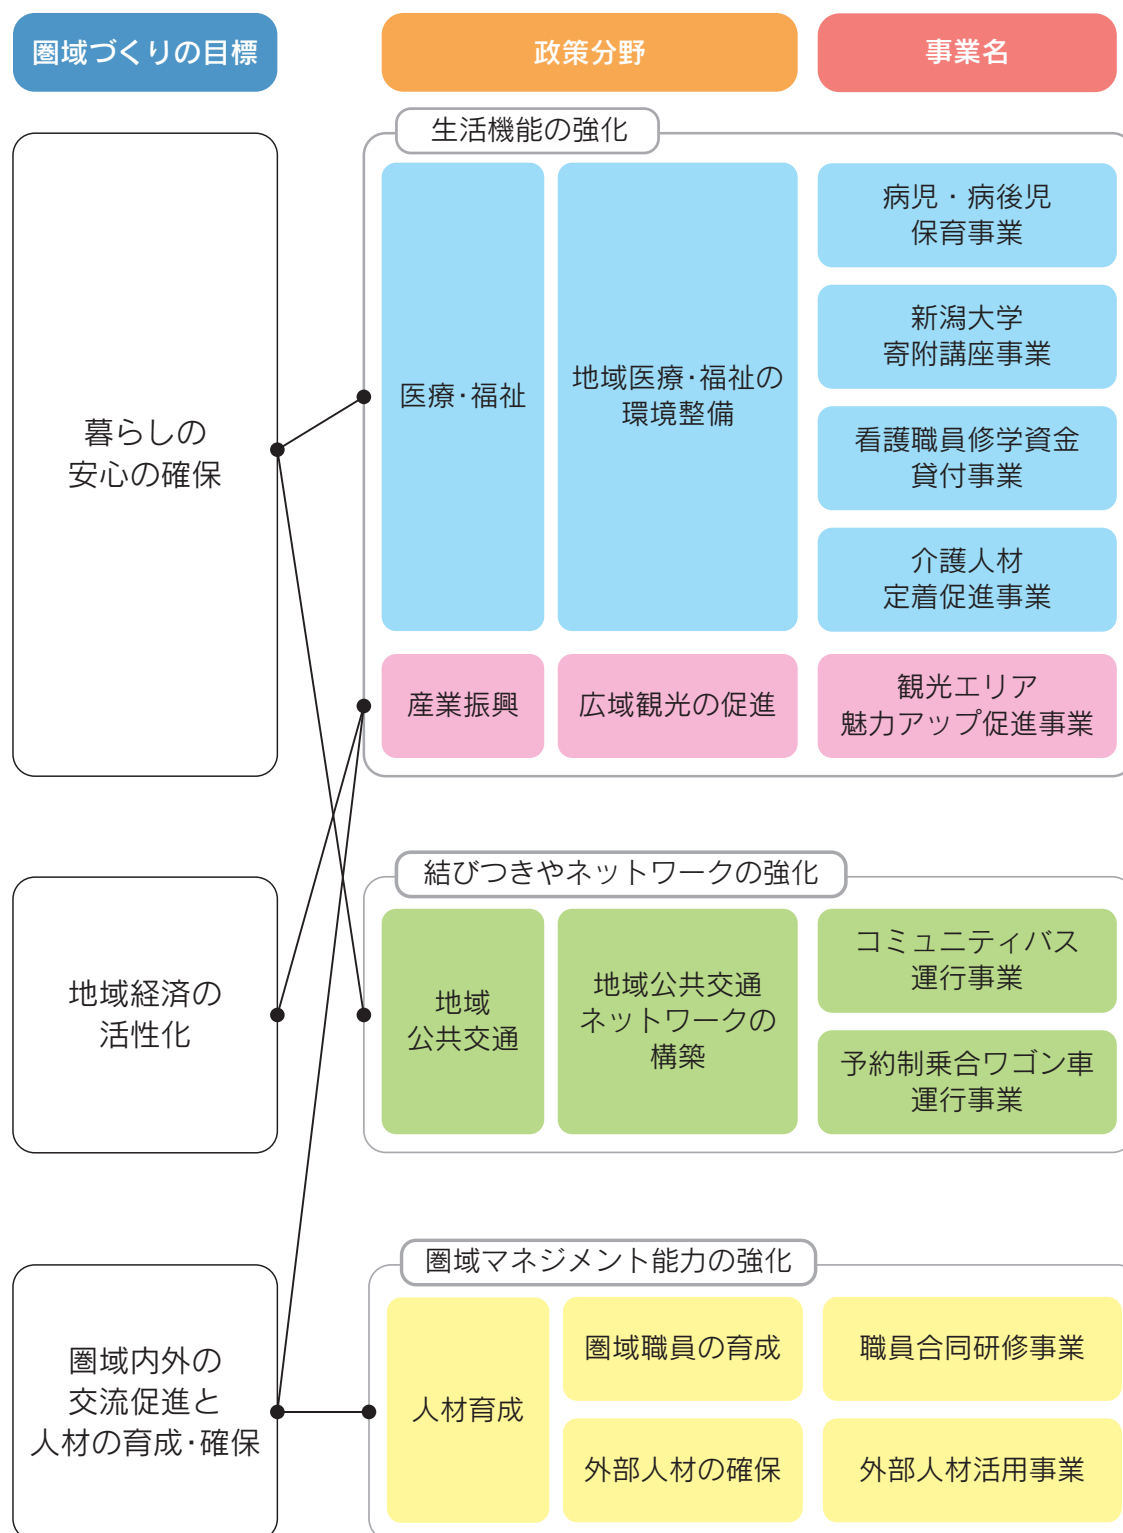 圏域づくりの目標
政策分野
事業名
暮らしの
安心の確保
生活機能の強化
医療･福祉
地域医療･福祉の
環境整備
病児・病後児
保育事業
新潟大学
寄附講座事業
看護職員修学資金
貸付事業
介護人材
定着促進事業
産業振興
広域観光の促進
観光エリア
魅力アップ促進事業
地域経済の
活性化
結びつきやネットワークの強化
地域
公共交通
地域公共交通
ネットワークの
構築
コミュニティバス
運行事業
予約制乗合ワゴン車
運行事業
圏域内外の
交流促進と
人材の育成･確保
圏域マネジメント能力の強化
人材育成
圏域職員の育成
職員合同研修事業
外部人材の確保
外部人材活用事業